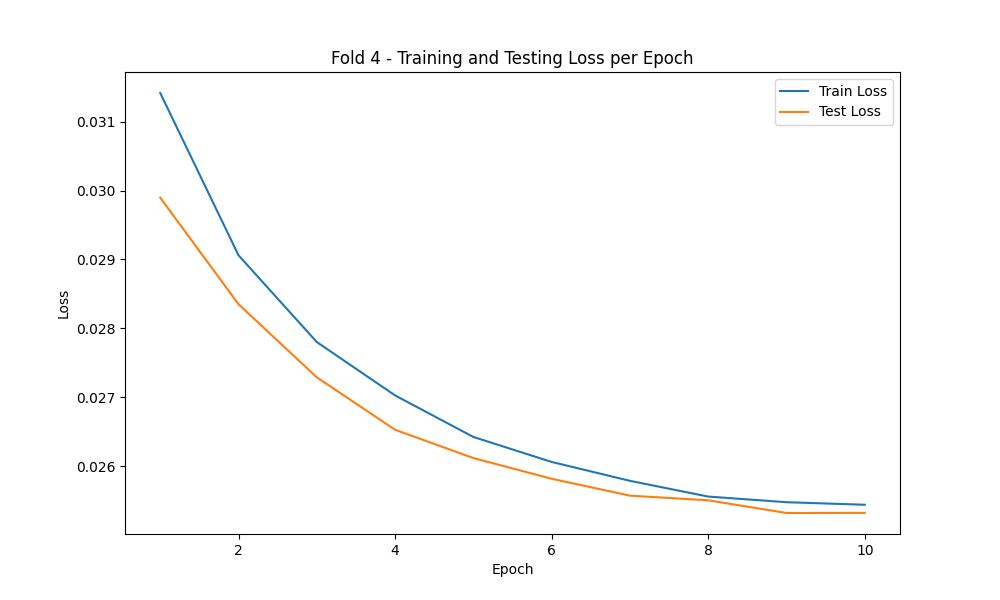 Fold 4 - Training and Testing Loss per Epoch
Train Loss
Test Loss
0.031
0.030
0.029
0.028
0.027
0.026
Loss
2
4
6
8
10
Epoch